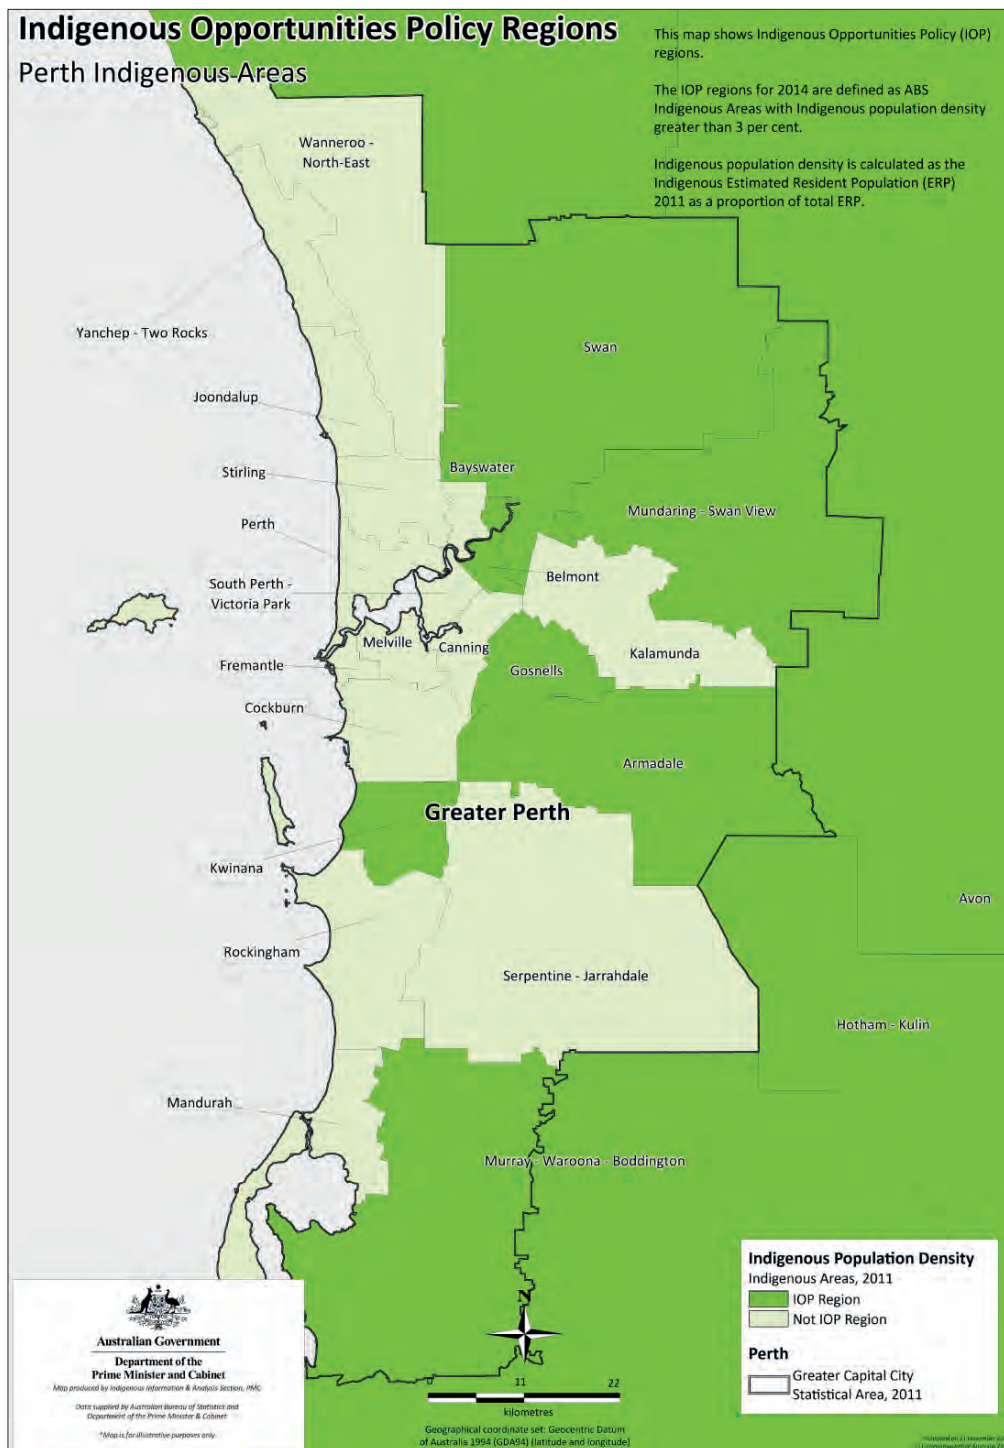 Indigenous Opportunities Policy Regions
Perth Indigenous Areas
This map shows Indigenous Opportunities Policy (IOP)
regions.
The IOP regions for 2014 are defined as ABS
Indigenous Areas with Indigenous population density
greater than 3 per cent.
Indigenous population density is calculated as the
Indigenous Estimated Resident Population (ERP)
2011 as a proportion of total ERP.
Wanneroo -
North-East
Yanchep - Two Rocks
Swan
Joondalup
Stirling
Bayswater
Perth
Mundaring - Swan View
South Perth -
Victoria Park
Belmont
Melville
Canning
Kalamunda
Fremantle
Gosnells
Cockburn
Armadale
Greater Perth
Kwinana
Avon
Rockingham
Serpentine - Jarrahdale
Hotham - Kulin
Mandurah
Murray - Waroona - Boddington
Indigenous Population Density
Indigenous Areas, 2011
IOP Region
Not IOP Region
Perth
Greater Capital City
Statistical Area, 2011
Australian Government
Department of the
Prime Minister and Cabinet
Map produced by Indigenous Information & Analysis Section, PMC
Data supplied by Australian Bureau of Statistics and
Department of the Prime Minister & Cabinet
*Map is for illustrative purposes only
N
0 11 22
kilometres
Geographical coordinate set: Geocentric Datum
of Australia 1994 (GDA94) (latitude and longitude)